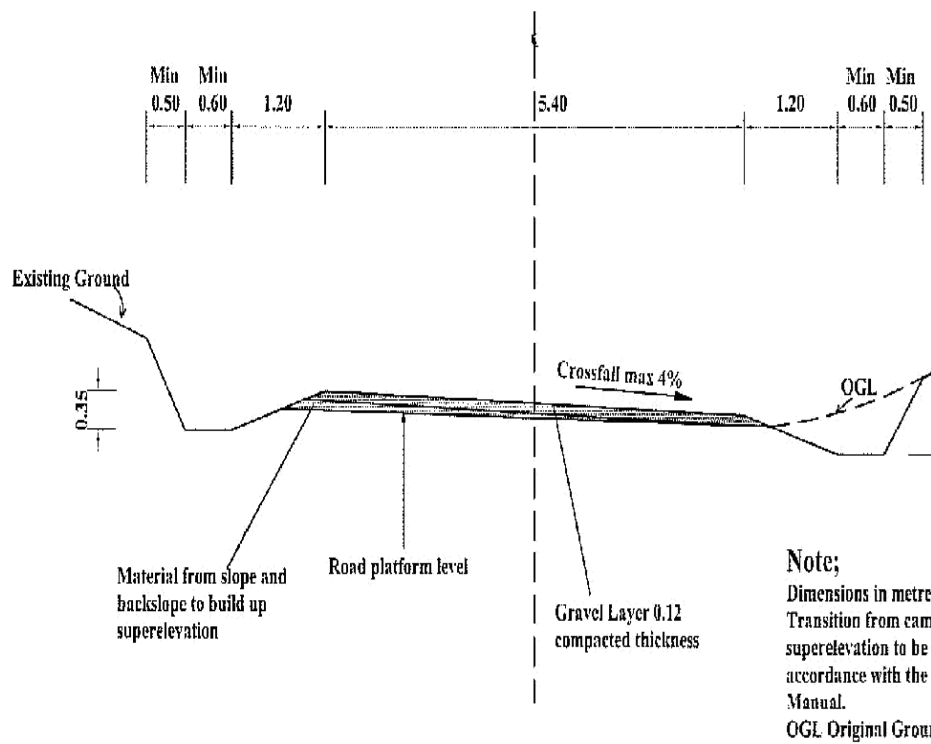 Min Min
0.50 0.60 1.20 5.40 1.20
Min Min
0.60 0.50
Existing Ground
0.35
Crossfall max 4%
OGL
Material from slope and
backslope to build up
superelevation
Road platform level
Gravel Layer 0.12
compacted thickness
Note;
Dimensions in metre
Transition from cam
superelevation to be
accordance with the
Manual.
OGL Original Groun